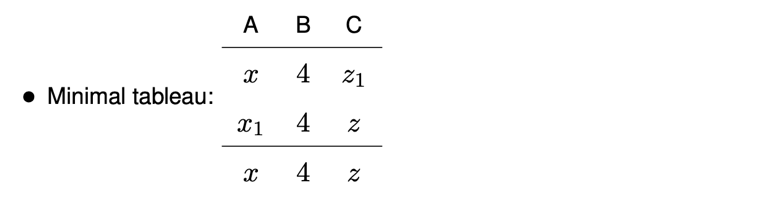 A B C
x 4 z₁
• Minimal tableau:
x₁ 4 z
x 4 z